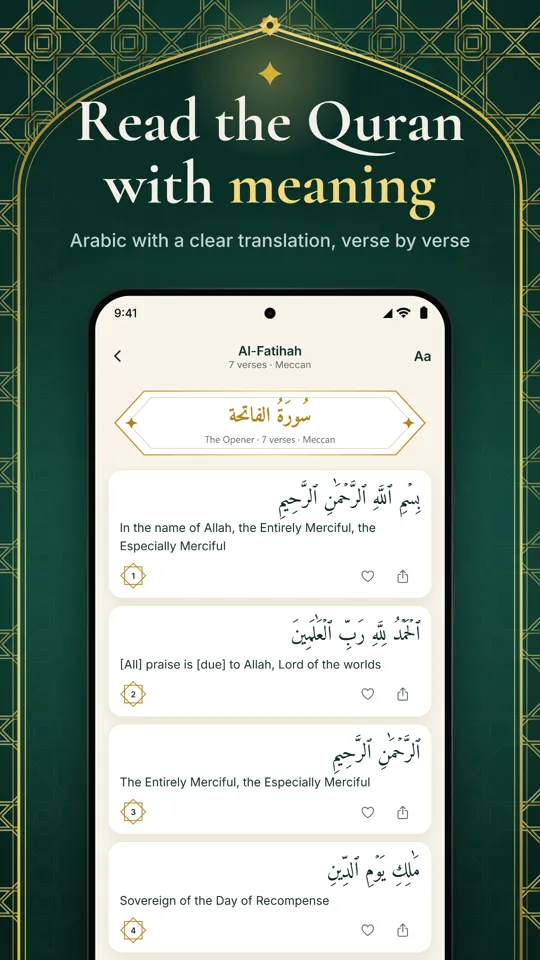 Read the Quran
with meaning
Arabic with a clear translation, verse by verse
9:41
Al-Fatihah
7 verses · Meccan
Aa
سُورَةُ الفَاتِحَة
The Opener · 7 verses · Meccan
بِسْمِ ٱللَّهِ ٱلرَّحْمَٰنِ ٱلرَّحِيمِ
In the name of Allah, the Entirely Merciful, the
Especially Merciful
1
ٱلْحَمْدُ لِلَّهِ رَبِّ ٱلْعَٰلَمِينَ
[All] praise is [due] to Allah, Lord of the worlds
2
ٱلرَّحْمَٰنِ ٱلرَّحِيمِ
The Entirely Merciful, the Especially Merciful
3
مَٰلِكِ يَوْمِ ٱلدِّينِ
Sovereign of the Day of Recompense
4